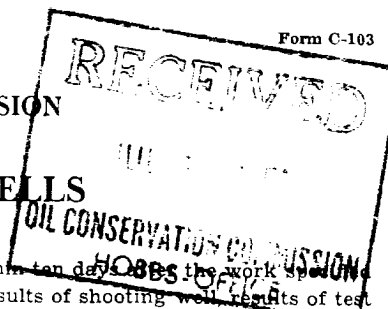 Form C-103
RECEIVED
SION
ELLS
OIL CONSERVATION COMMISSION
HOBBS-OFFICE
ten days after the work specified
sults of shooting well, results of test